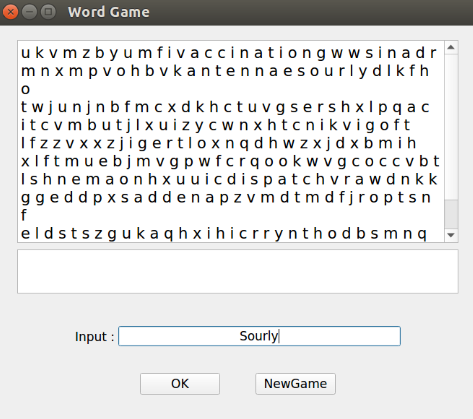 Word Game
u k v m z b y u m f i v a c c i n a t i o n g w w s i n a d r
m n x m p v o h b v k a n t e n n a e s o u r l y d l k f h
o
t w j u n j n b f m c x d k h c t u v g s e r s h x l p q a c
i t c v m b u t j l x u i z y c w n x h t c n i k v i g o f t
l f z z v x x z j i g e r t l o x n q d h w z x j d x b m i h
x l f t m u e b j m v g p w f c r q o o k w v g c o c c v b t
l s h n e m a o n h x u u i c d i s p a t c h v r a w d n k k
g g e d d p x s a d d e n a p z v m d t m d f j r o p t s n
f
e l d s t s z g u k a q h x i h i c r r y n t h o d b s m n q
Input : Sourly
OK NewGame